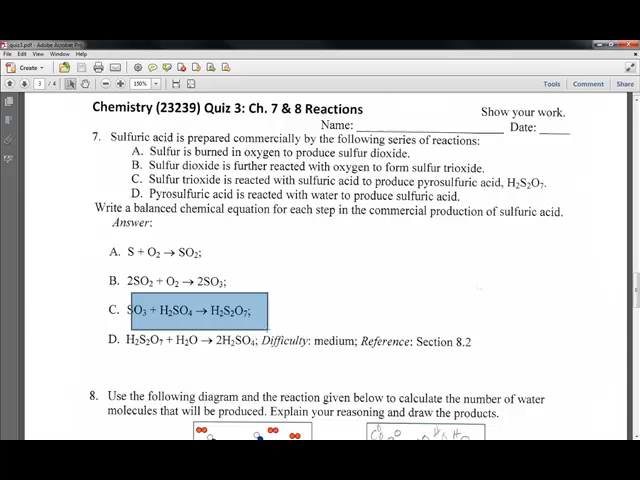 quiz3.pdf - Adobe Acrobat Pro
File Edit View Window Help
Create
3 / 4
150%
Tools Comment Share
Chemistry (23239) Quiz 3: Ch. 7 & 8 Reactions
Show your work.
Name: ____ Date: ____
7. Sulfuric acid is prepared commercially by the following series of reactions:
A. Sulfur is burned in oxygen to produce sulfur dioxide.
B. Sulfur dioxide is further reacted with oxygen to form sulfur trioxide.
C. Sulfur trioxide is reacted with sulfuric acid to produce pyrosulfuric acid, H₂S₂O₇.
D. Pyrosulfuric acid is reacted with water to produce sulfuric acid.
Write a balanced chemical equation for each step in the commercial production of sulfuric acid.
Answer:
A. S + O₂ → SO₂;
B. 2SO₂ + O₂ → 2SO₃;
C. SO₃ + H₂SO₄ → H₂S₂O₇;
D. H₂S₂O₇ + H₂O → 2H₂SO₄; Difficulty: medium; Reference: Section 8.2
8. Use the following diagram and the reaction given below to calculate the number of water
molecules that will be produced. Explain your reasoning and draw the products.